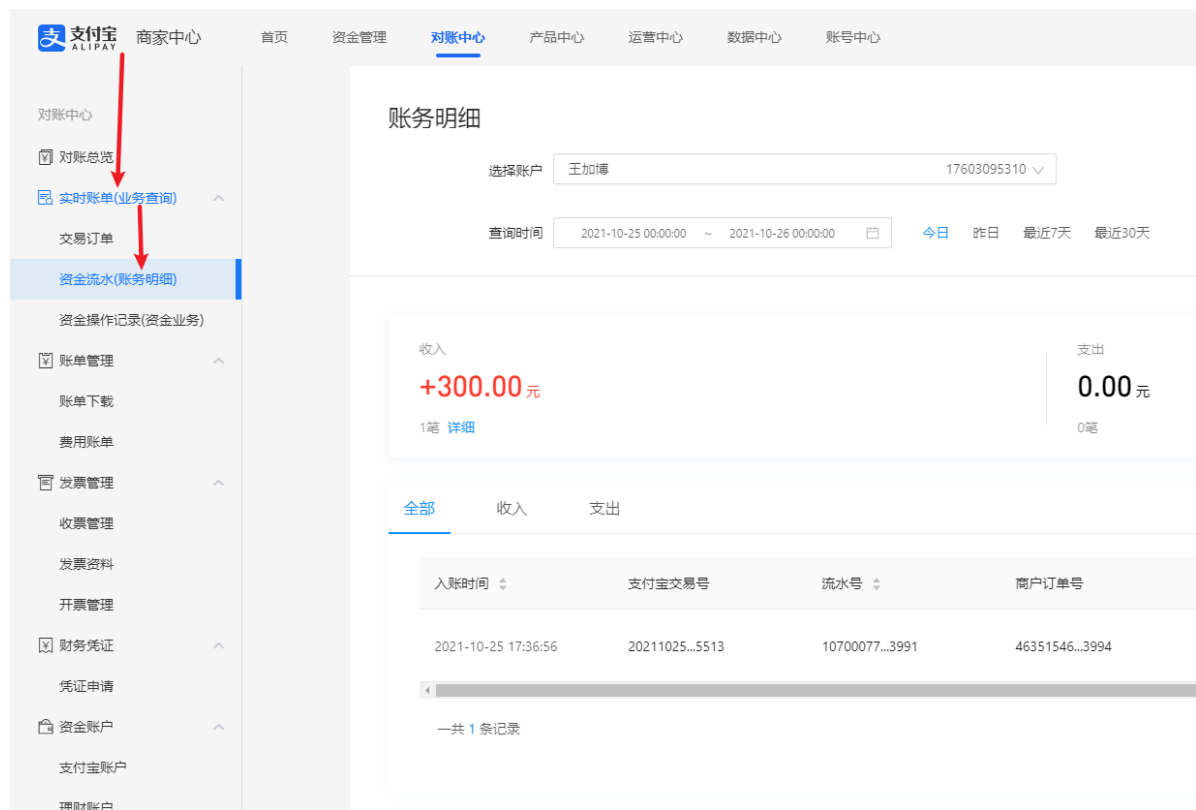 支付宝 ALIPAY 商家中心 首页 资金管理 对账中心 产品中心 运营中心 数据中心 账号中心
对账中心
对账总览
实时账单(业务查询)
交易订单
资金流水(账务明细)
资金操作记录(资金业务)
账单管理
账单下载
费用账单
发票管理
收票管理
发票资料
开票管理
财务凭证
凭证申请
资金账户
支付宝账户
理财账户
账务明细
选择账户 王加博 17603095310
查询时间 2021-10-25 00:00:00 ~ 2021-10-26 00:00:00 今日 昨日 最近7天 最近30天
收入 支出
+300.00元 0.00元
1笔 详细 0笔
全部 收入 支出
入账时间 支付宝交易号 流水号 商户订单号
2021-10-25 17:36:56 20211025...5513 10700077...3991 46351546...3994
一共 1 条记录